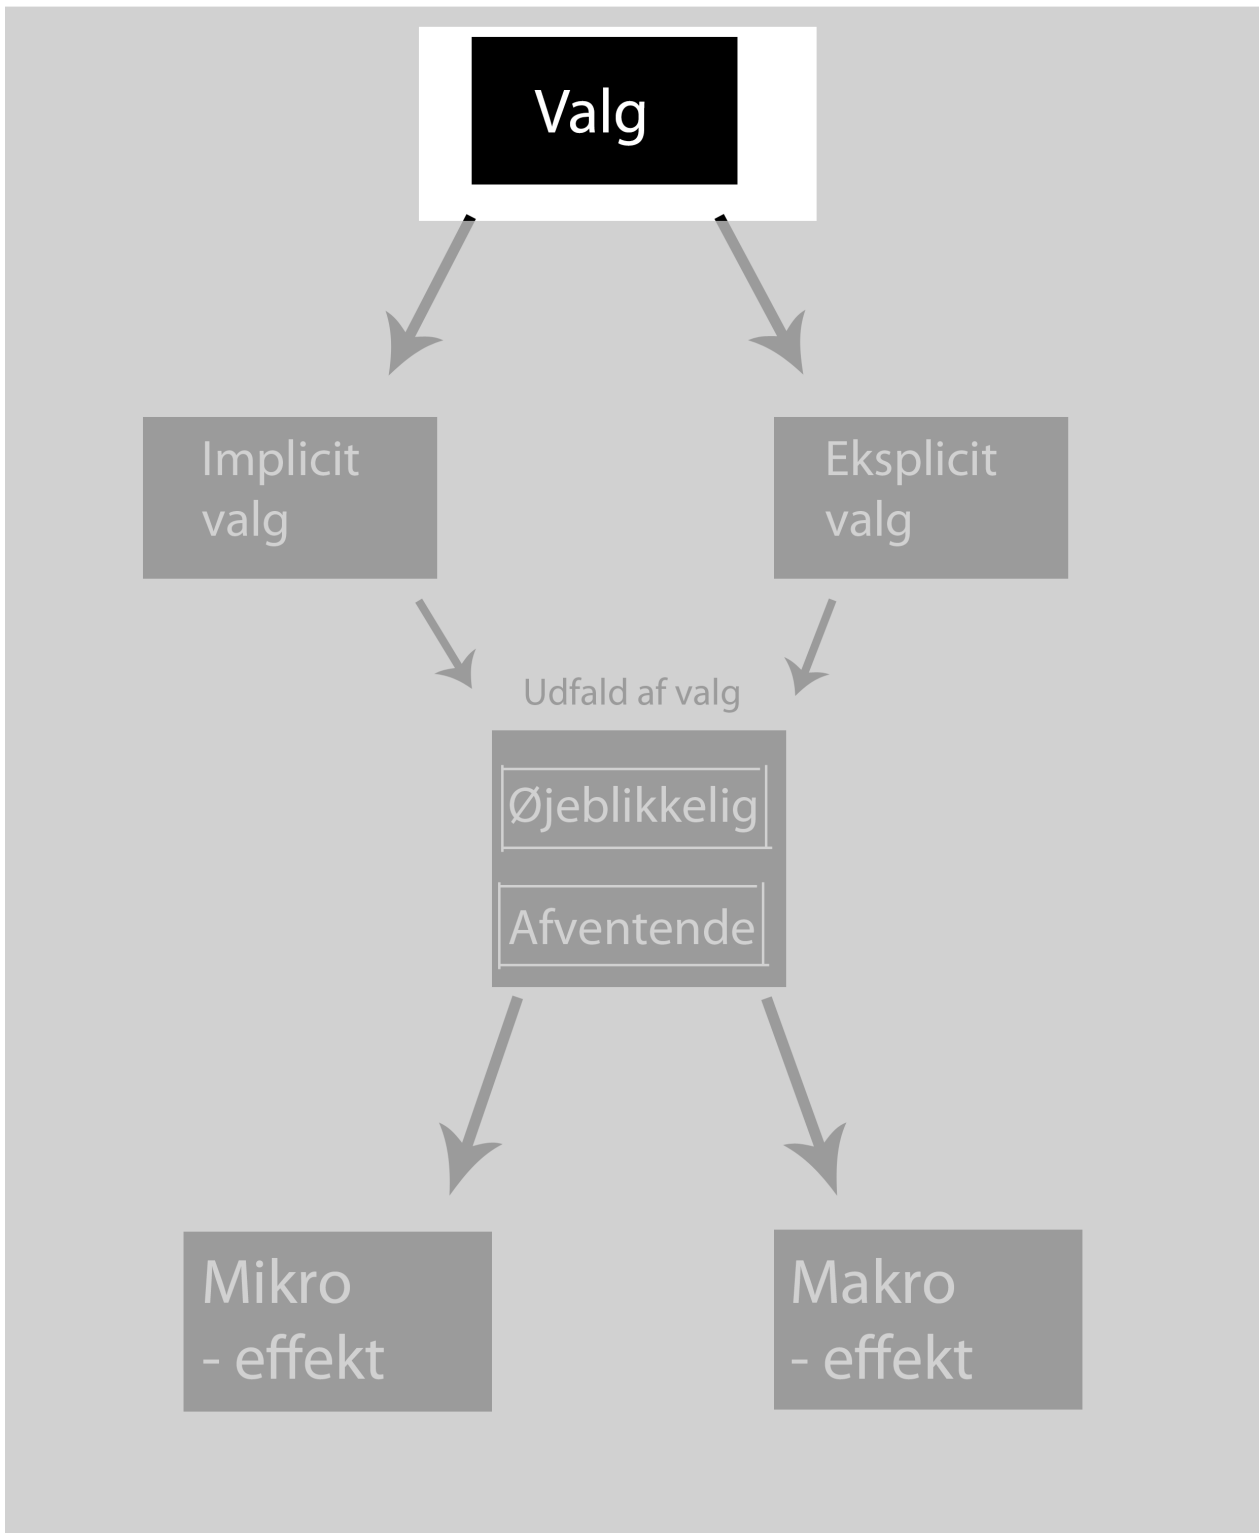 Valg
Implicit
valg
Eksplicit
valg
Udfald af valg
Øjeblikkelig
Afventende
Mikro
- effekt
Makro
- effekt